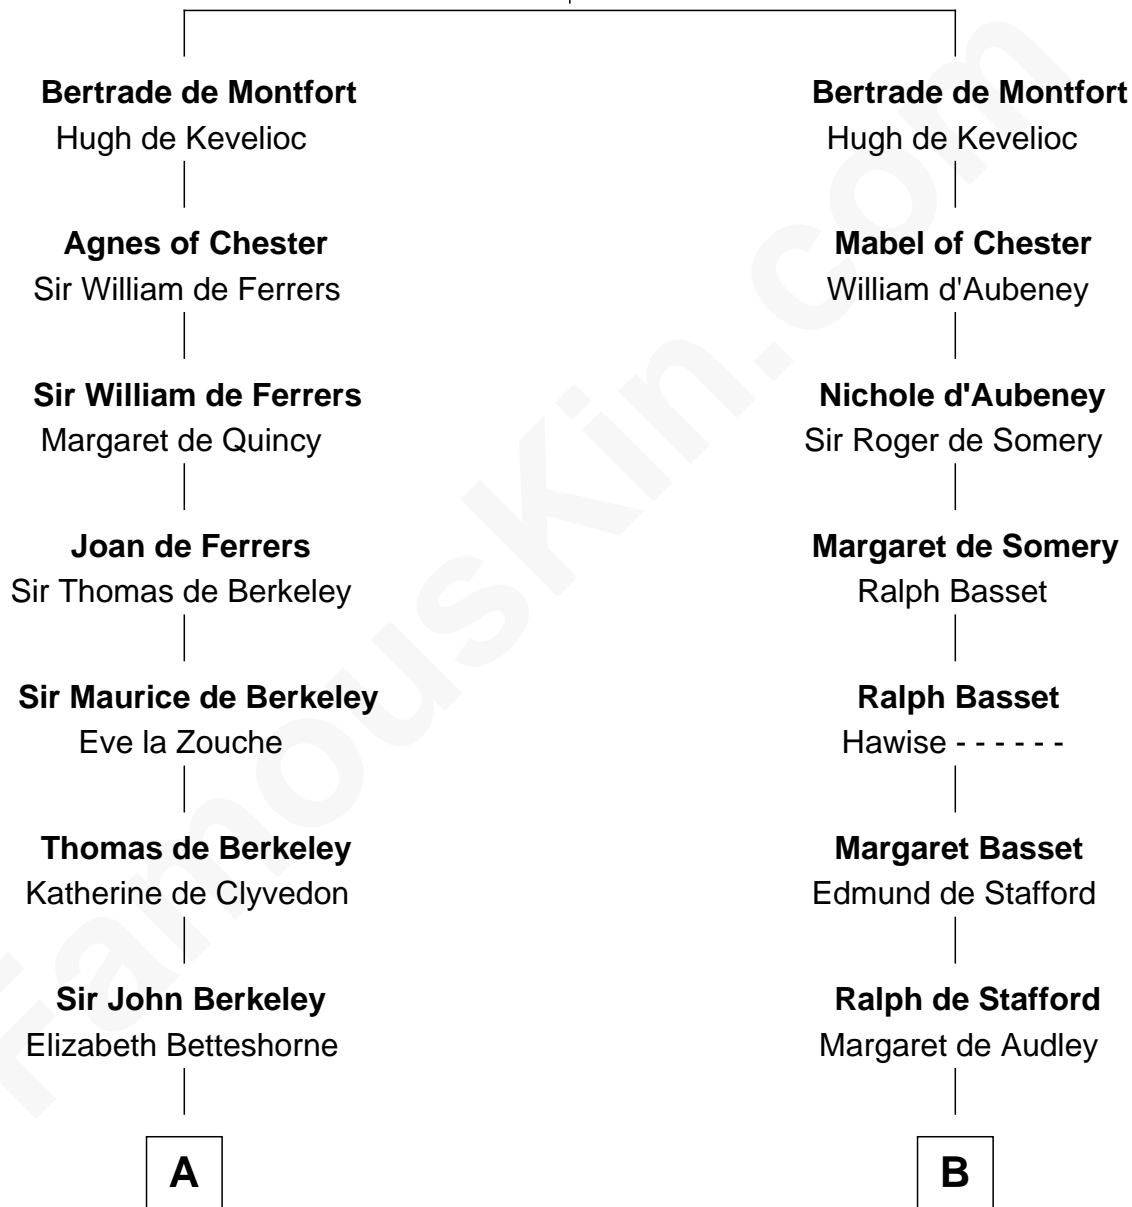 Bertrade de Montfort
Hugh de Kevelioc
Agnes of Chester
Sir William de Ferrers
Sir William de Ferrers
Margaret de Quincy
Joan de Ferrers
Sir Thomas de Berkeley
Sir Maurice de Berkeley
Eve la Zouche
Thomas de Berkeley
Katherine de Clyvedon
Sir John Berkeley
Elizabeth Betteshorne
A
Bertrade de Montfort
Hugh de Kevelioc
Mabel of Chester
William d'Aubeney
Nichole d'Aubeney
Sir Roger de Somery
Margaret de Somery
Ralph Basset
Ralph Basset
Hawise - - - - - -
Margaret Basset
Edmund de Stafford
Ralph de Stafford
Margaret de Audley
B
FamousKin.com